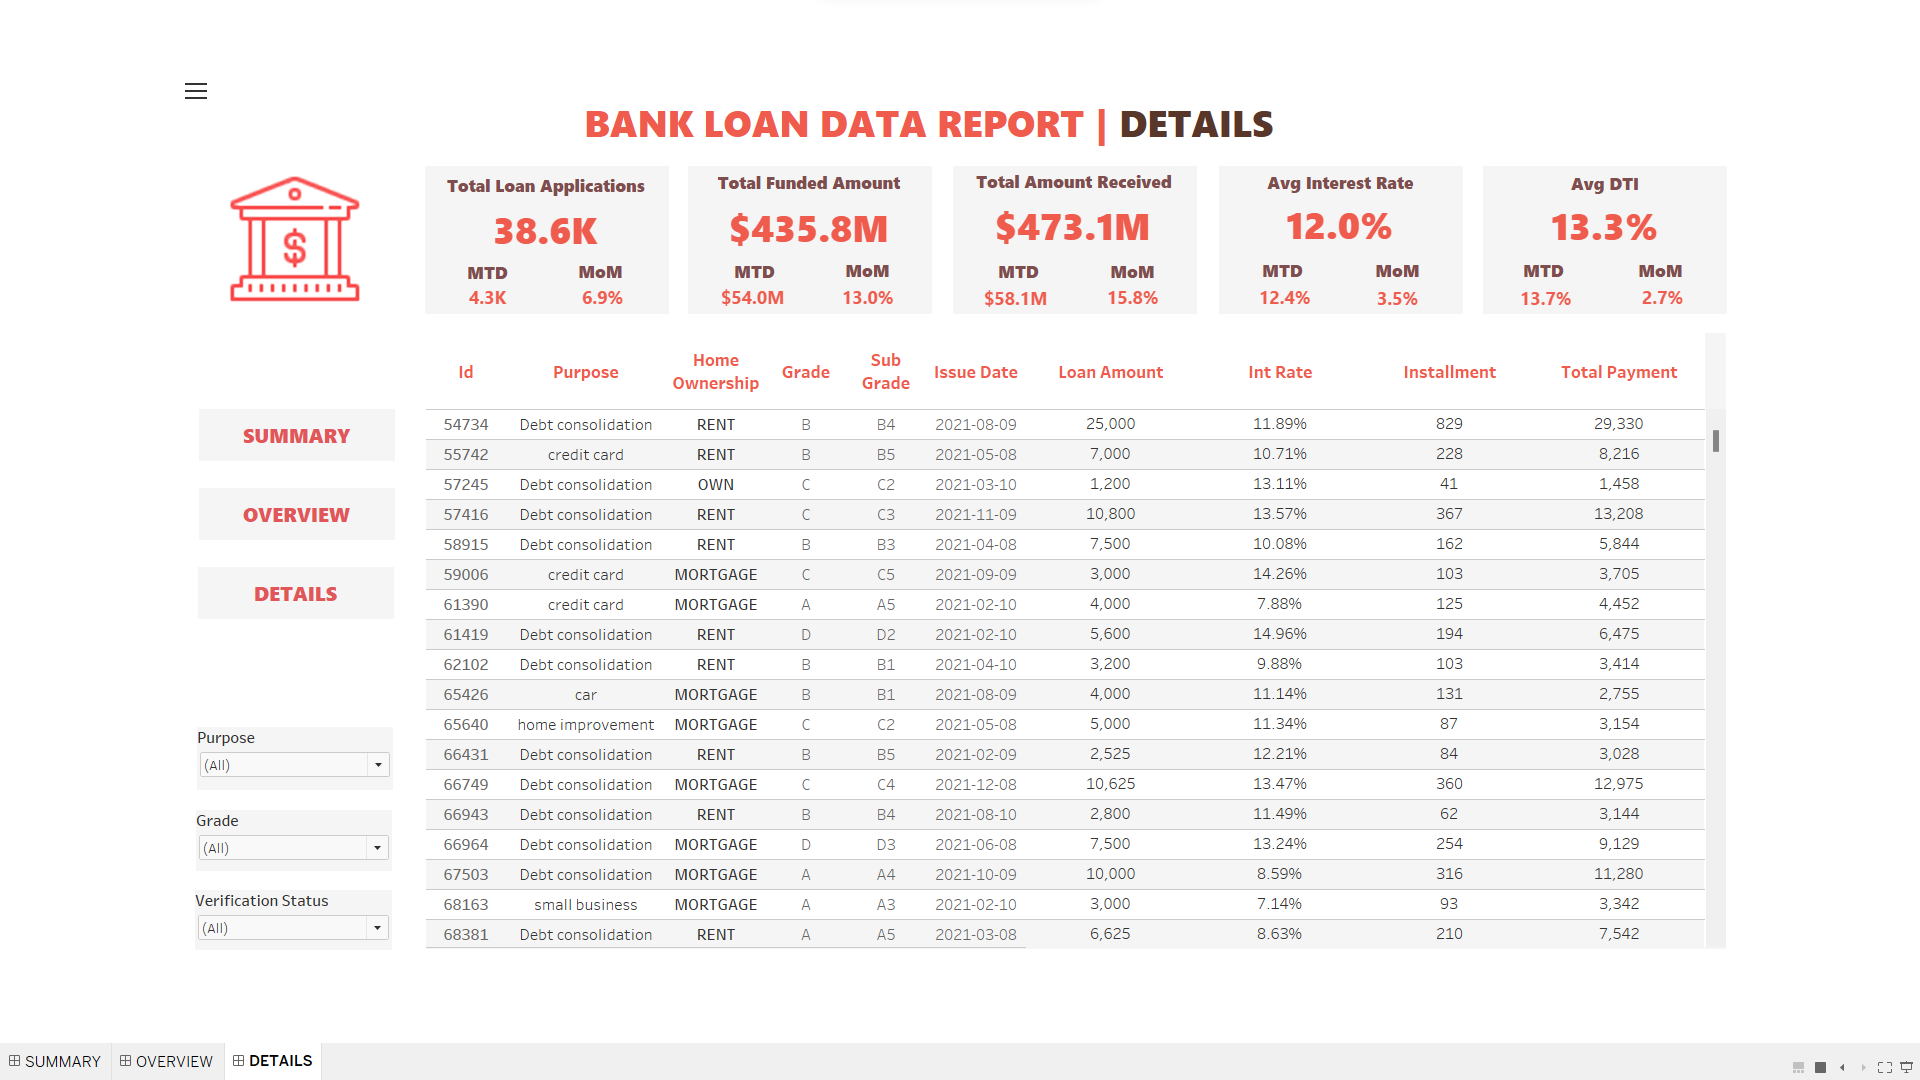 BANK LOAN DATA REPORT | DETAILS
Total Loan Applications
38.6K
MTD MoM
4.3K 6.9%
Total Funded Amount
$435.8M
MTD MoM
$54.0M 13.0%
Total Amount Received
$473.1M
MTD MoM
$58.1M 15.8%
Avg Interest Rate
12.0%
MTD MoM
12.4% 3.5%
Avg DTI
13.3%
MTD MoM
13.7% 2.7%
$
SUMMARY
OVERVIEW
DETAILS
Purpose
(All)
Grade
(All)
Verification Status
(All)
Id Purpose Home Ownership Grade Sub Grade Issue Date Loan Amount Int Rate Installment Total Payment
54734 Debt consolidation RENT B B4 2021-08-09 25,000 11.89% 829 29,330
55742 credit card RENT B B5 2021-05-08 7,000 10.71% 228 8,216
57245 Debt consolidation OWN C C2 2021-03-10 1,200 13.11% 41 1,458
57416 Debt consolidation RENT C C3 2021-11-09 10,800 13.57% 367 13,208
58915 Debt consolidation RENT B B3 2021-04-08 7,500 10.08% 162 5,844
59006 credit card MORTGAGE C C5 2021-09-09 3,000 14.26% 103 3,705
61390 credit card MORTGAGE A A5 2021-02-10 4,000 7.88% 125 4,452
61419 Debt consolidation RENT D D2 2021-02-10 5,600 14.96% 194 6,475
62102 Debt consolidation RENT B B1 2021-04-10 3,200 9.88% 103 3,414
65426 car MORTGAGE B B1 2021-08-09 4,000 11.14% 131 2,755
65640 home improvement MORTGAGE C C2 2021-05-08 5,000 11.34% 87 3,154
66431 Debt consolidation RENT B B5 2021-02-09 2,525 12.21% 84 3,028
66749 Debt consolidation MORTGAGE C C4 2021-12-08 10,625 13.47% 360 12,975
66943 Debt consolidation RENT B B4 2021-08-10 2,800 11.49% 62 3,144
66964 Debt consolidation MORTGAGE D D3 2021-06-08 7,500 13.24% 254 9,129
67503 Debt consolidation MORTGAGE A A4 2021-10-09 10,000 8.59% 316 11,280
68163 small business MORTGAGE A A3 2021-02-10 3,000 7.14% 93 3,342
68381 Debt consolidation RENT A A5 2021-03-08 6,625 8.63% 210 7,542
SUMMARY OVERVIEW DETAILS